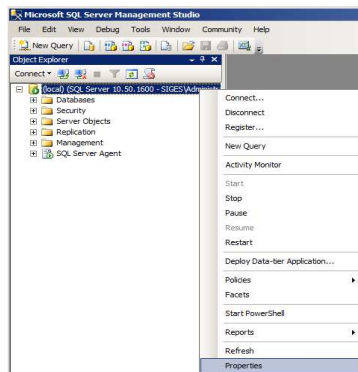 Microsoft SQL Server Management Studio
File Edit View Debug Tools Window Community Help
New Query
Object Explorer
Connect
(local) (SQL Server 10.50.1600 - SIGES\Administr
Databases
Security
Server Objects
Replication
Management
SQL Server Agent
Connect...
Disconnect
Register...
New Query
Activity Monitor
Start
Stop
Pause
Resume
Restart
Deploy Data-tier Application...
Policies
Facets
Start PowerShell
Reports
Refresh
Properties